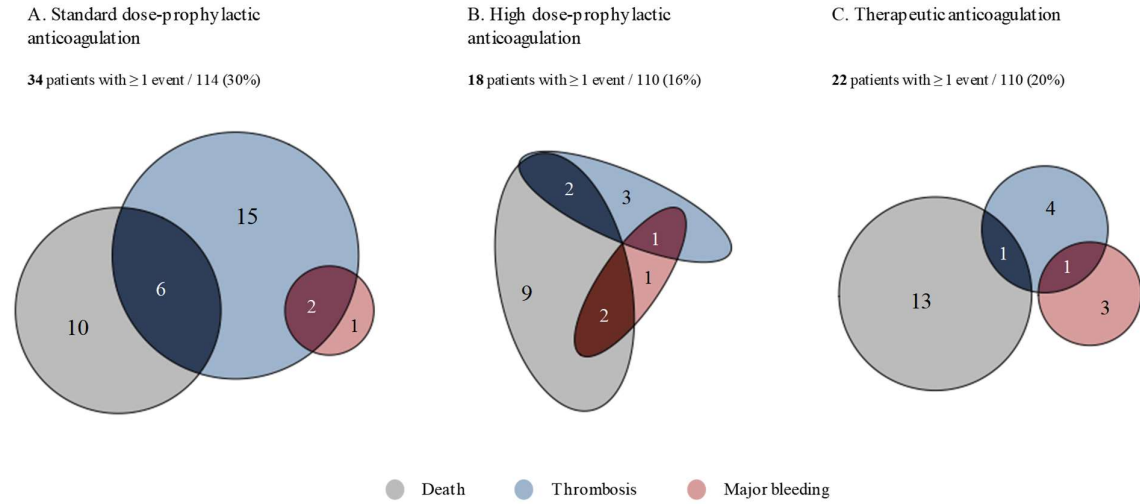 A. Standard dose-prophylactic
anticoagulation
34 patients with ≥ 1 event / 114 (30%)
15
6
10
2
1
B. High dose-prophylactic
anticoagulation
18 patients with ≥ 1 event / 110 (16%)
2
3
1
1
9
2
C. Therapeutic anticoagulation
22 patients with ≥ 1 event / 110 (20%)
4
1
1
13
3
Death
Thrombosis
Major bleeding